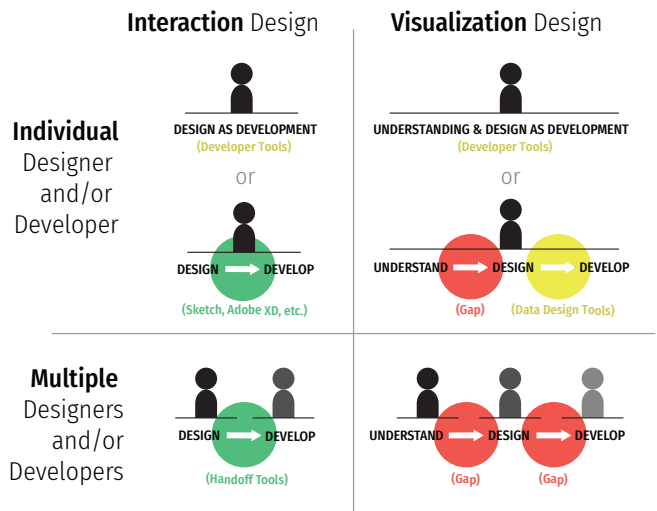 Interaction Design
Visualization Design
Individual
Designer
and/or
Developer
DESIGN AS DEVELOPMENT
(Developer Tools)
or
DESIGN DEVELOP
(Sketch, Adobe XD, etc.)
UNDERSTANDING & DESIGN AS DEVELOPMENT
(Developer Tools)
or
UNDERSTAND DESIGN DEVELOP
(Gap) (Data Design Tools)
Multiple
Designers
and/or
Developers
DESIGN DEVELOP
(Handoff Tools)
UNDERSTAND DESIGN DEVELOP
(Gap) (Gap)